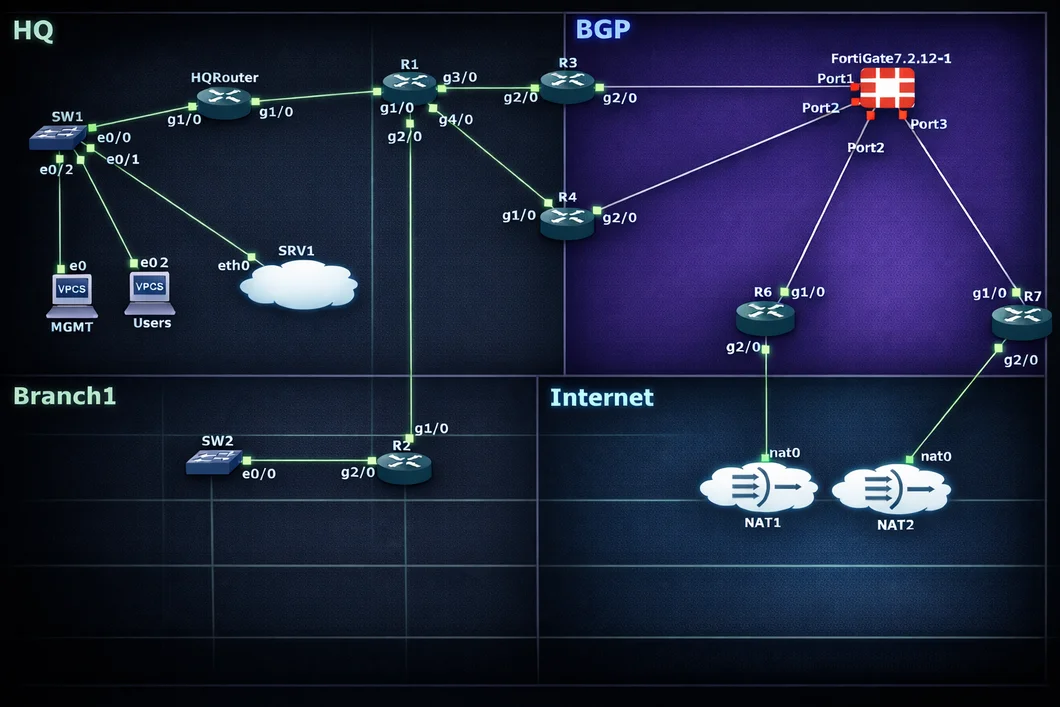 HQ
BGP
R1
R3
FortiGate7.2.12-1
HQRouter
g3/0
Port1
g2/0
g2/0
g1/0
g1/0
g1/0
Port2
SW1
g4/0
Port3
e0/0
g2/0
Port2
e0/1
e0/2
R4
g1/0
g2/0
SRV1
e0
e0 2
eth0
VPCS
VPCS
MGMT
Users
R6
g1/0
g1/0
R7
g2/0
g2/0
Branch1
Internet
g1/0
SW2
R2
e0/0
g2/0
nat0
nat0
NAT1
NAT2